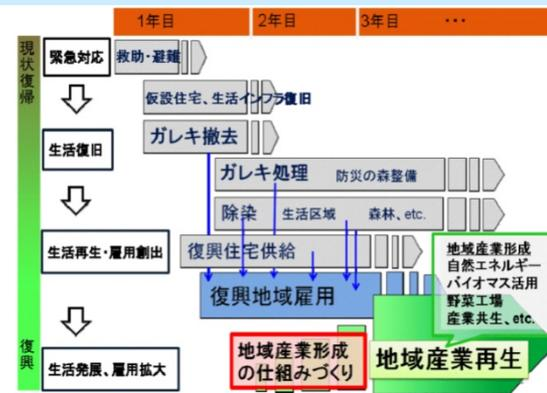 1年目 2年目 3年目 ・・・
現状復帰
緊急対応
救助・避難
仮設住宅、生活インフラ復旧
ガレキ撤去
生活復旧
ガレキ処理 防災の森整備
除染 生活区域 森林、etc.
生活再生・雇用創出
復興住宅供給
復興地域雇用
地域産業形成
自然エネルギー
バイオマス活用
野菜工場
産業共生、etc.
復興
生活発展、雇用拡大
地域産業形成
の仕組みづくり
地域産業再生